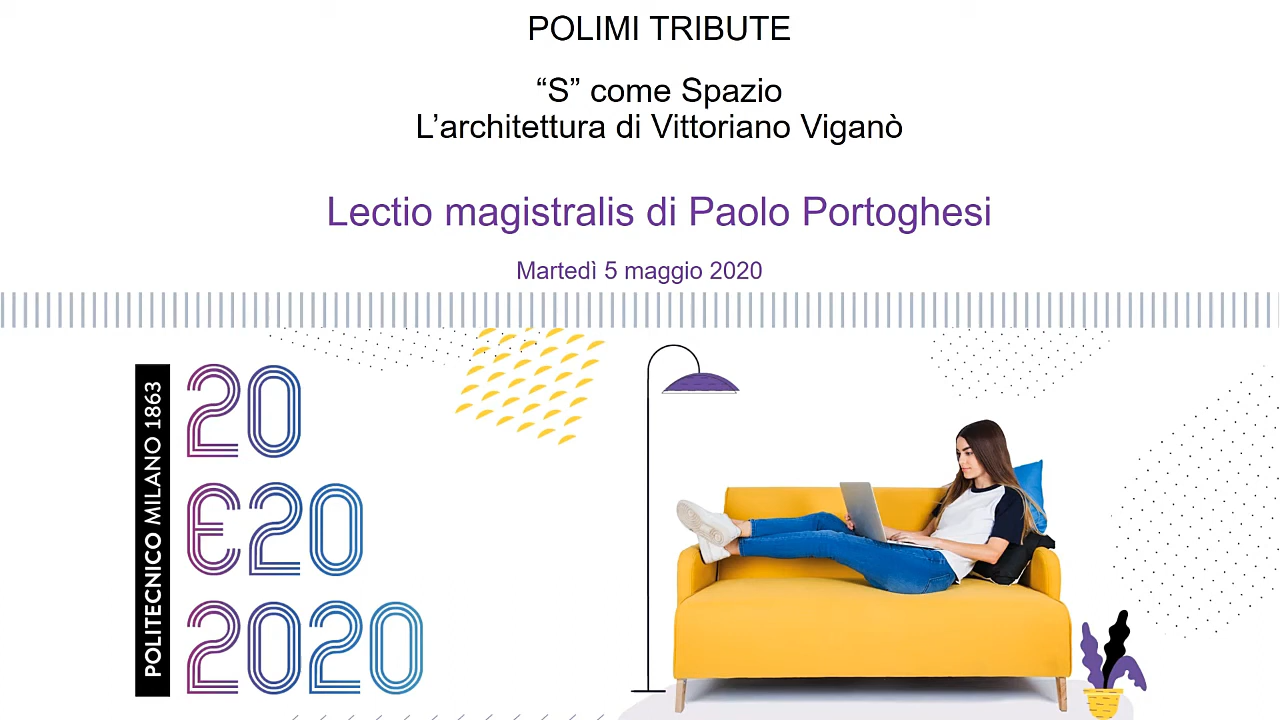 POLIMI TRIBUTE
“S” come Spazio
L’architettura di Vittoriano Viganò
Lectio magistralis di Paolo Portoghesi
Martedì 5 maggio 2020
POLITECNICO MILANO 1863
20
€20
2020